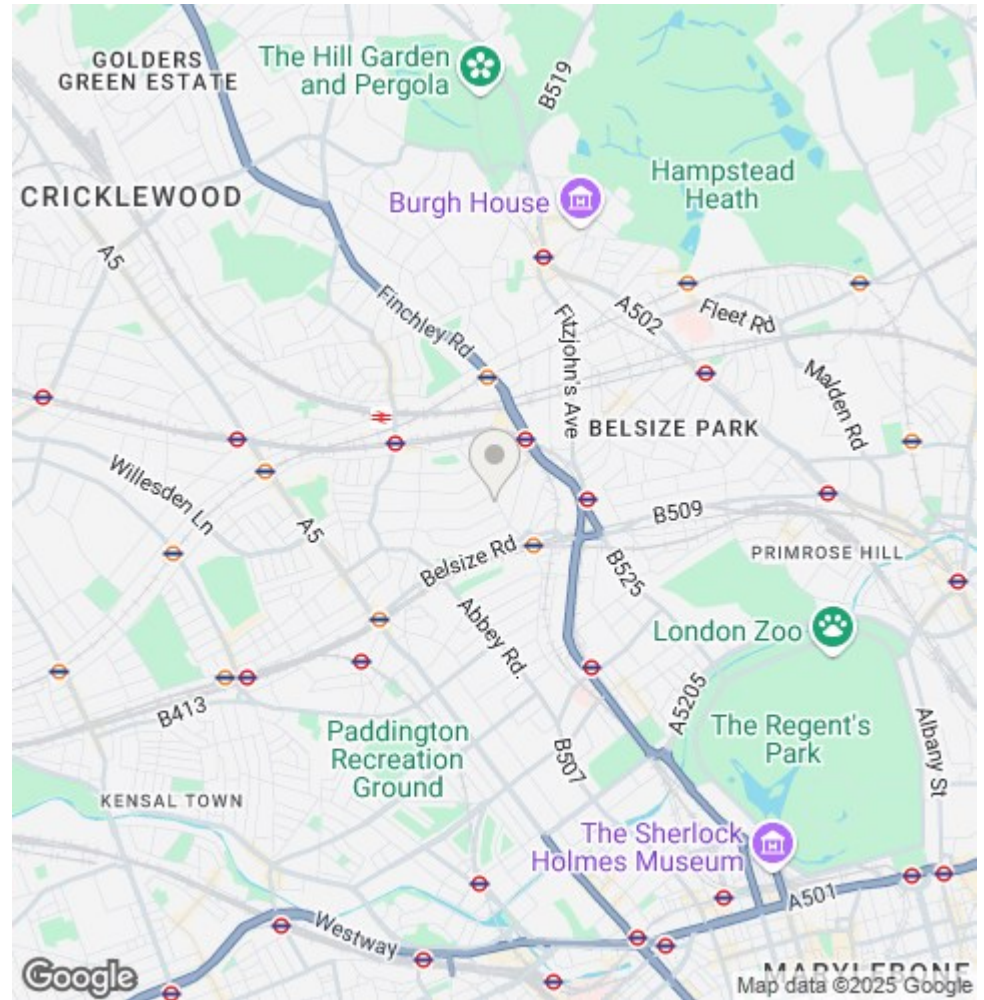 GOLDERS
GREEN ESTATE
The Hill Garden
and Pergola
B519
Hampstead
Heath
CRICKLEWOOD
Burgh House
A5
Finchley Rd
Fitzjohn's Ave
A502
Fleet Rd
Malden Rd
BELSIZE PARK
Willesden Ln
A5
B509
Belsize Rd
B525
PRIMROSE HILL
Abbey Rd.
London Zoo
A5205
B413
Paddington
Recreation
Ground
B507
The Regent's
Park
Albany St
KENSAL TOWN
The Sherlock
Holmes Museum
A501
Westway
MARYLEBONE
Google
Map data ©2025 Google